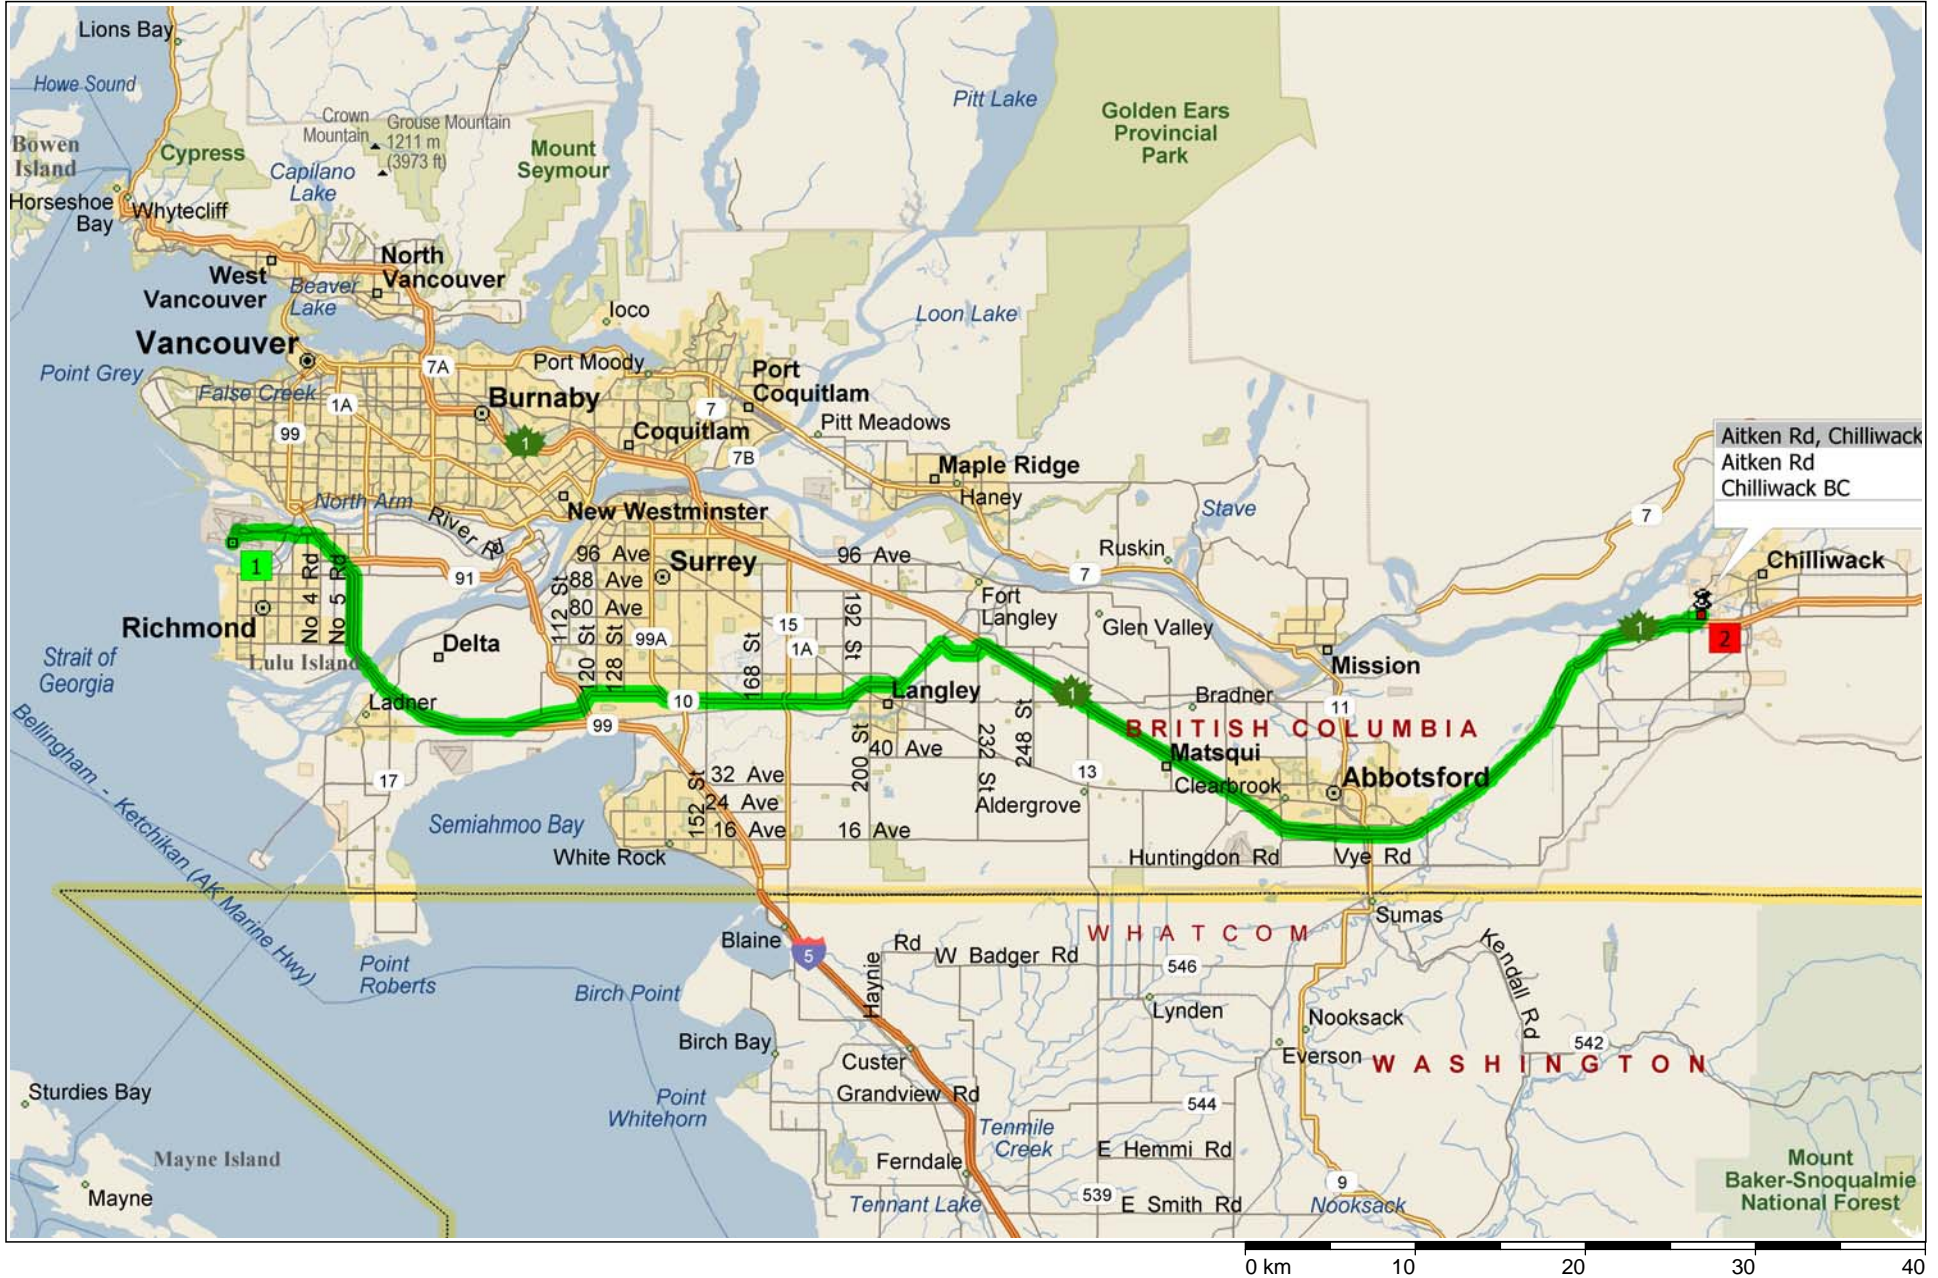 Lions Bay
Howe Sound
Bowen
Island
Horseshoe
Bay
Whytecliff
Cypress
Crown
Mountain
Grouse Mountain
1211 m
(3973 ft)
Capilano
Lake
Mount
Seymour
Pitt Lake
Golden Ears
Provincial
Park
West
Vancouver
North
Vancouver
Beaver
Lake
Ioco
Loon Lake
Vancouver
Point Grey
False Creek
7A
Port Moody
Port
Coquitlam
1A
Burnaby
7
99
1
Coquitlam
Pitt Meadows
7B
Maple Ridge
Haney
Aitken Rd, Chilliwack
Aitken Rd
Chilliwack BC
North Arm
River Rd
New Westminster
Stave
7
1
No 4 Rd
No 5 Rd
91
96 Ave
88 Ave
80 Ave
Surrey
96 Ave
Ruskin
7
Chilliwack
Richmond
Lulu Island
Delta
112 St
120 St
128 St
99A
168 St
15
1A
192 St
Fort
Langley
Glen Valley
Mission
1
2
Strait of
Georgia
Ladner
10
Langley
1
Bradner
11
99
BRITISH COLUMBIA
Bellingham - Ketchikan (AK Marine Hwy)
17
152 St
32 Ave
24 Ave
16 Ave
200 St
40 Ave
232 St
248 St
13
Matsqui
Clearbrook
Abbotsford
Aldergrove
Semiahmoo Bay
16 Ave
White Rock
Huntingdon Rd
Vye Rd
Sumas
Blaine
5
Haynie
Rd
W Badger Rd
WHATCOM
546
Kendall Rd
Point
Roberts
Birch Point
Lynden
Nooksack
Birch Bay
Custer
Everson
542
WASHINGTON
Sturdies Bay
Point
Whitehorn
Grandview Rd
544
Tenmile
Creek
E Hemmi Rd
Mayne Island
Ferndale
Mount
Baker-Snoqualmie
National Forest
Mayne
Tennant Lake
539
E Smith Rd
9
Nooksack
0 km
10
20
30
40